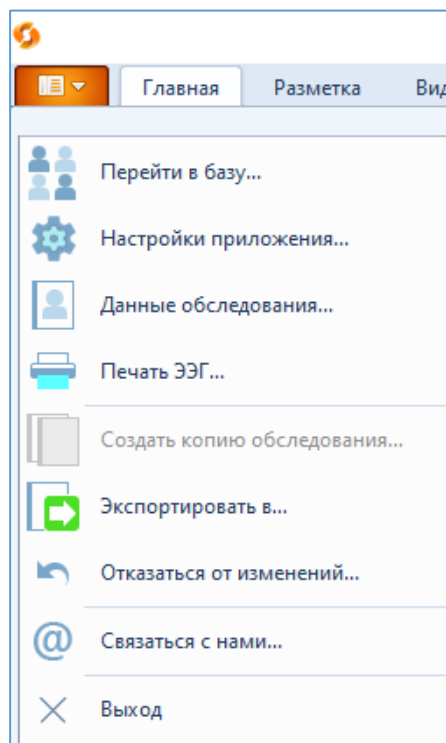 Главная Разметка Вид
Перейти в базу...
Настройки приложения...
Данные обследования...
Печать ЭЭГ...
Создать копию обследования...
Экспортировать в...
Отказаться от изменений...
@ Связаться с нами...
Выход